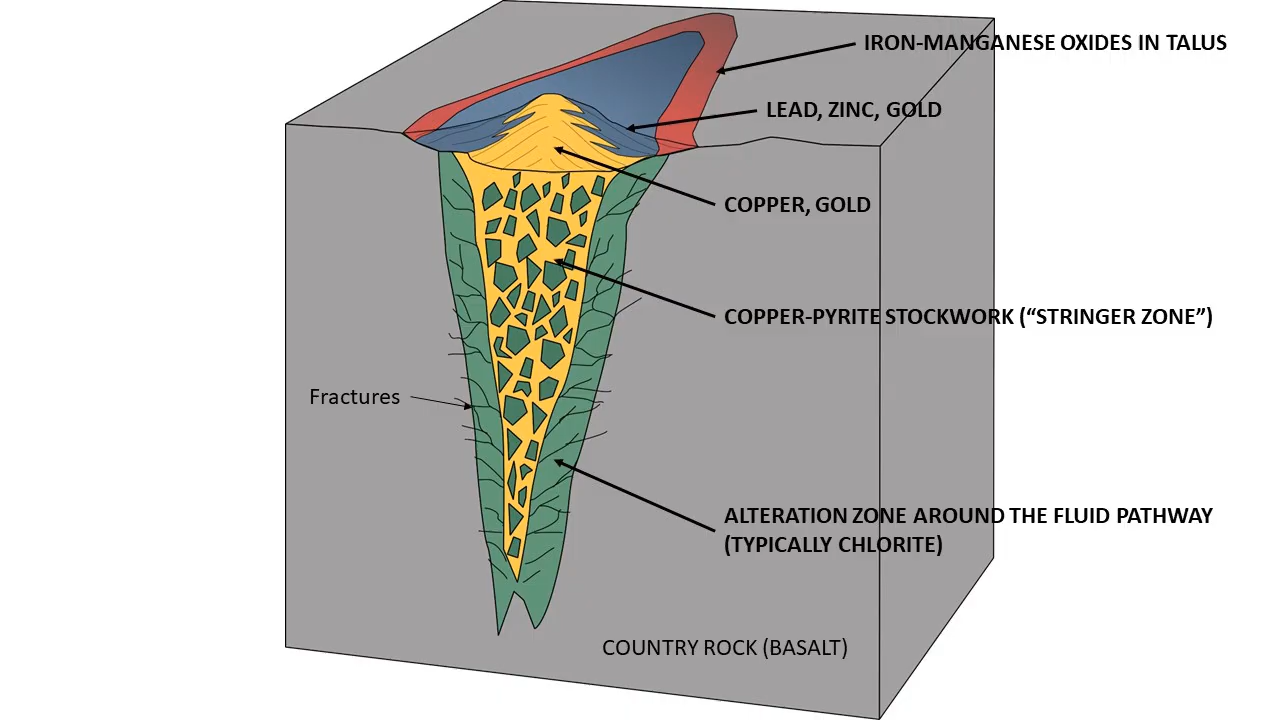 IRON-MANGANESE OXIDES IN TALUS
LEAD, ZINC, GOLD
COPPER, GOLD
COPPER-PYRITE STOCKWORK (“STRINGER ZONE”)
Fractures
ALTERATION ZONE AROUND THE FLUID PATHWAY
(TYPICALLY CHLORITE)
COUNTRY ROCK (BASALT)